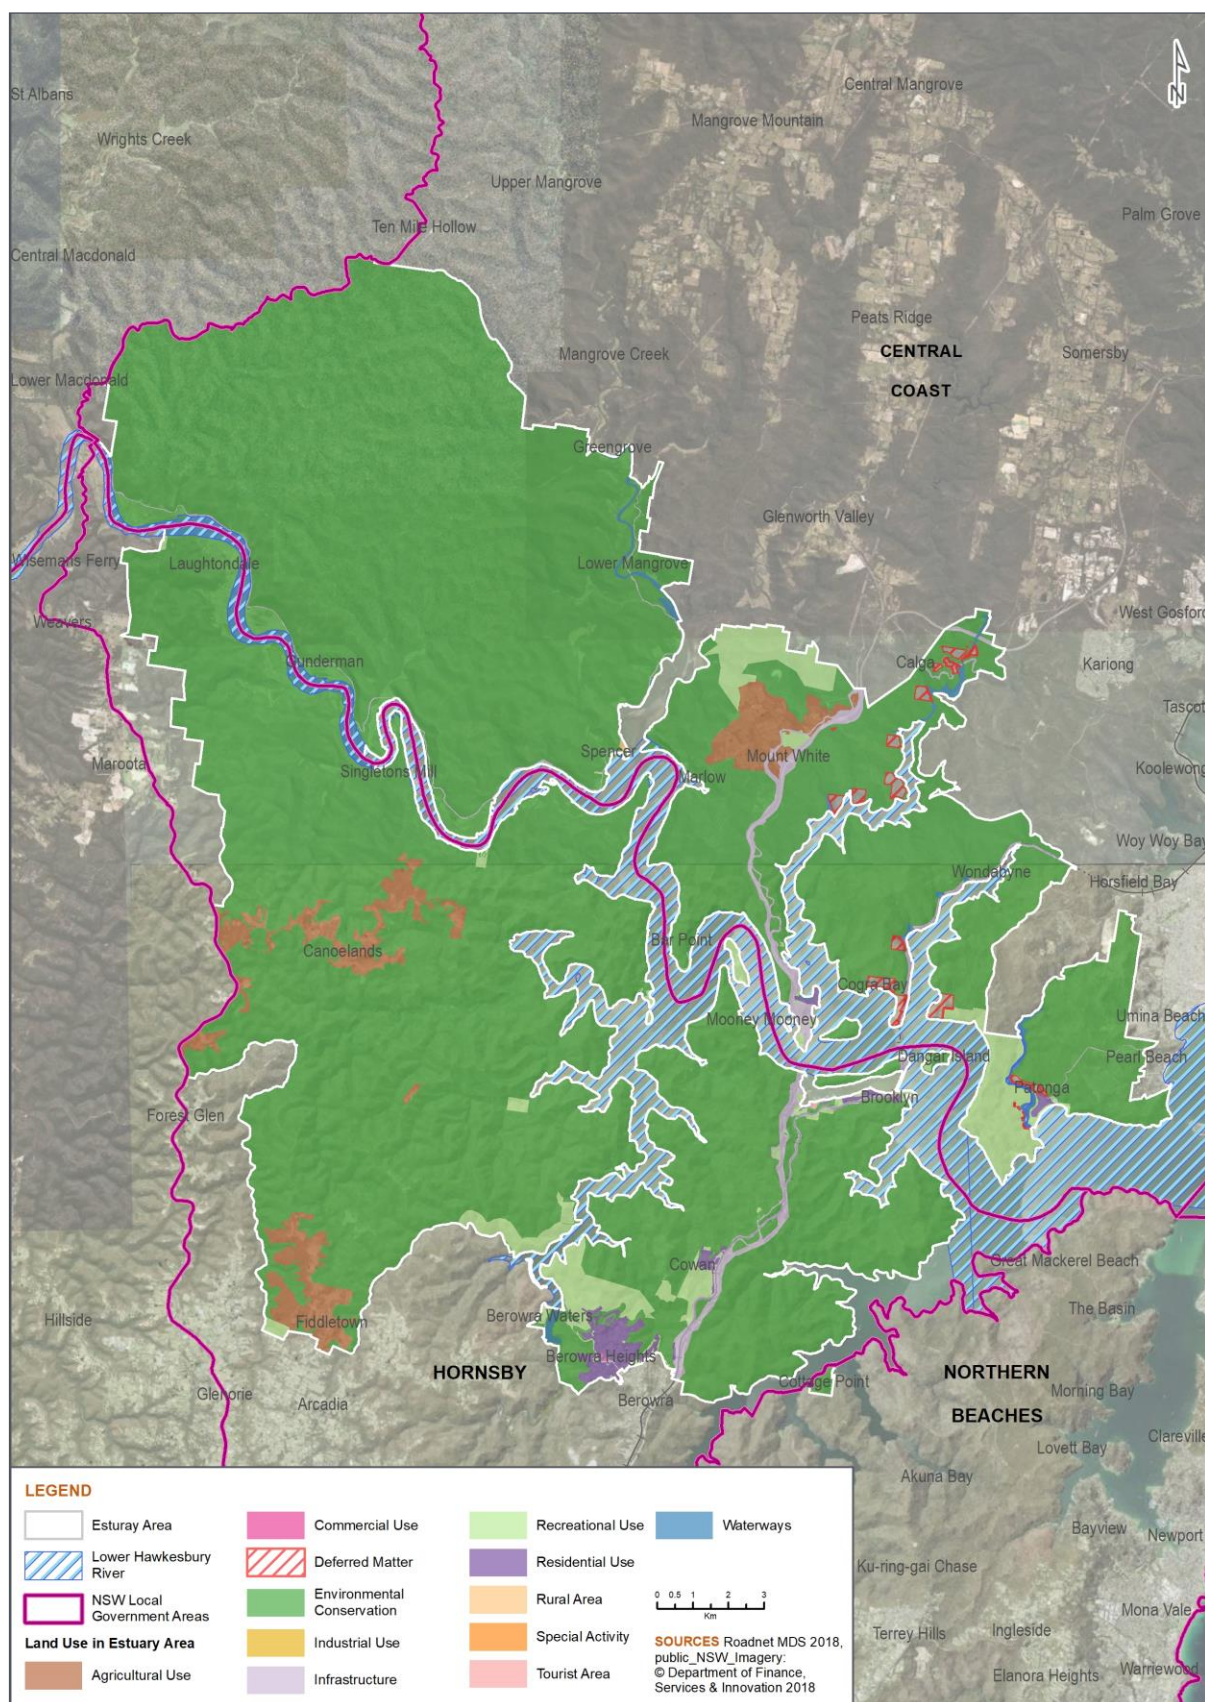 St Albans
Wrights Creek
Central Mangrove
Mangrove Mountain
N
Upper Mangrove
Palm Grove
Ten Mile Hollow
Central Macdonald
Peats Ridge
Mangrove Creek
CENTRAL
COAST
Somersby
Lower Macdonald
Greengrove
Glenworth Valley
Wisemans Ferry
Laughtondale
Lower Mangrove
Weavers
West Gosford
Gunderman
Calga
Kariong
Tascot
Spencer
Maroota
Singletons Mill
Marlow
Mount White
Koolewong
Woy Woy Bay
Wondabyne
Horsfield Bay
Canoelands
Bar Point
Cogra Bay
Mooney Mooney
Umina Beach
Dangar Island
Pearl Beach
Patonga
Brooklyn
Forest Glen
Cowan
Great Mackerel Beach
The Basin
Hillside
Fiddletown
Berowra Waters
Berowra Heights
HORNSBY
NORTHERN
BEACHES
Cottage Point
Morning Bay
Glenorie
Arcadia
Berowra
Lovett Bay
Clareville
Akuna Bay
Bayview
Newport
Ku-ring-gai Chase
Mona Vale
Terrey Hills
Ingleside
Elanora Heights
Warriewood
LEGEND
Esturay Area
Lower Hawkesbury
River
NSW Local
Government Areas
Land Use in Estuary Area
Agricultural Use
Commercial Use
Deferred Matter
Environmental
Conservation
Industrial Use
Infrastructure
Recreational Use
Residential Use
Rural Area
Special Activity
Tourist Area
Waterways
0 0.5 1 2 3
Km
SOURCES Roadnet MDS 2018,
public_NSW_Imagery:
© Department of Finance,
Services & Innovation 2018